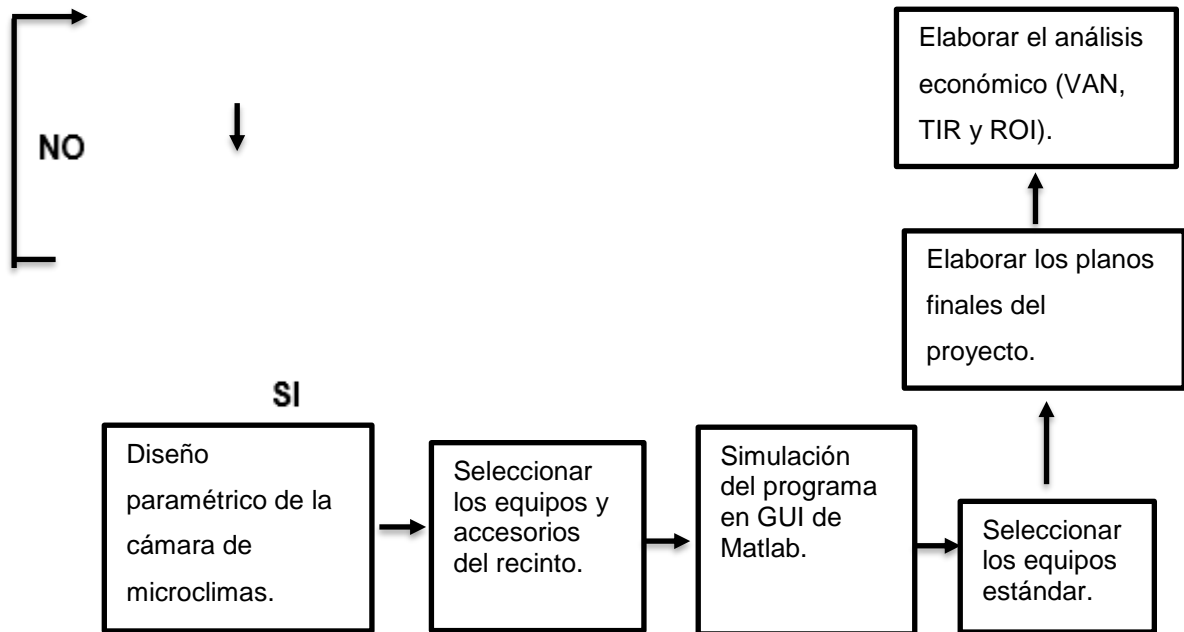 Elaborar el análisis
económico (VAN,
TIR y ROI).
NO
Elaborar los planos
finales del
proyecto.
SI
Diseño
paramétrico de la
cámara de
microclimas.
Seleccionar
los equipos y
accesorios
del recinto.
Simulación
del programa
en GUI de
Matlab.
Seleccionar
los equipos
estándar.